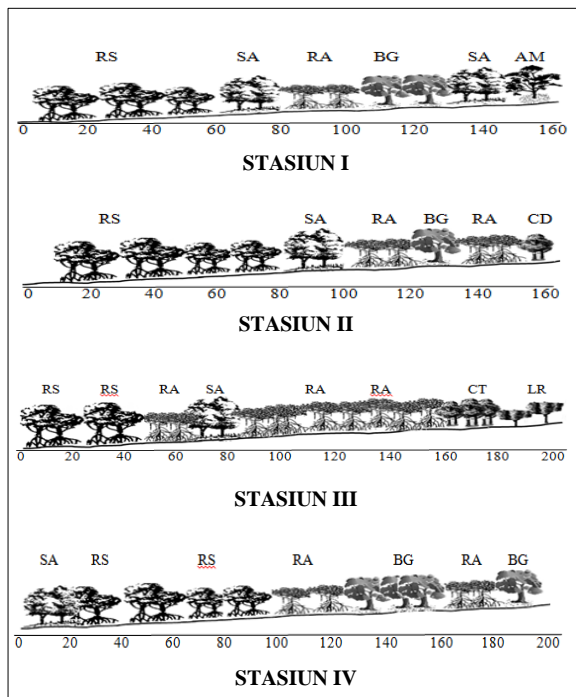 RS SA RA BG SA AM
0 20 40 60 80 100 120 140 160
STASIUN I
RS SA RA BG RA CD
0 20 40 60 80 100 120 140 160
STASIUN II
RS RS RA SA RA RA CT LR
0 20 40 60 80 100 120 140 160 180 200
STASIUN III
SA RS RS RA BG RA BG
0 20 40 60 80 100 120 140 160 180 200
STASIUN IV